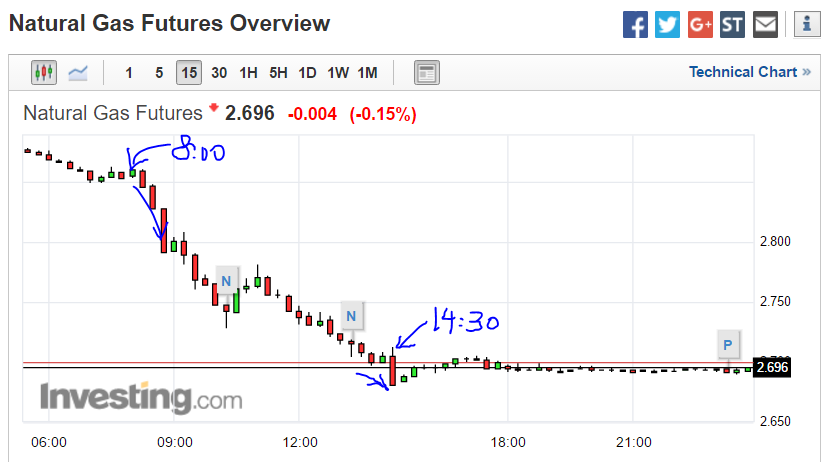 Natural Gas Futures Overview
f G+ ST i
1 5 15 30 1H 5H 1D 1W 1M Technical Chart »
Natural Gas Futures 2.696 -0.004 (-0.15%)
8:00
2.800
N
2.750
N 14:30
P
2.696
Investing.com
2.650
06:00 09:00 12:00 18:00 21:00